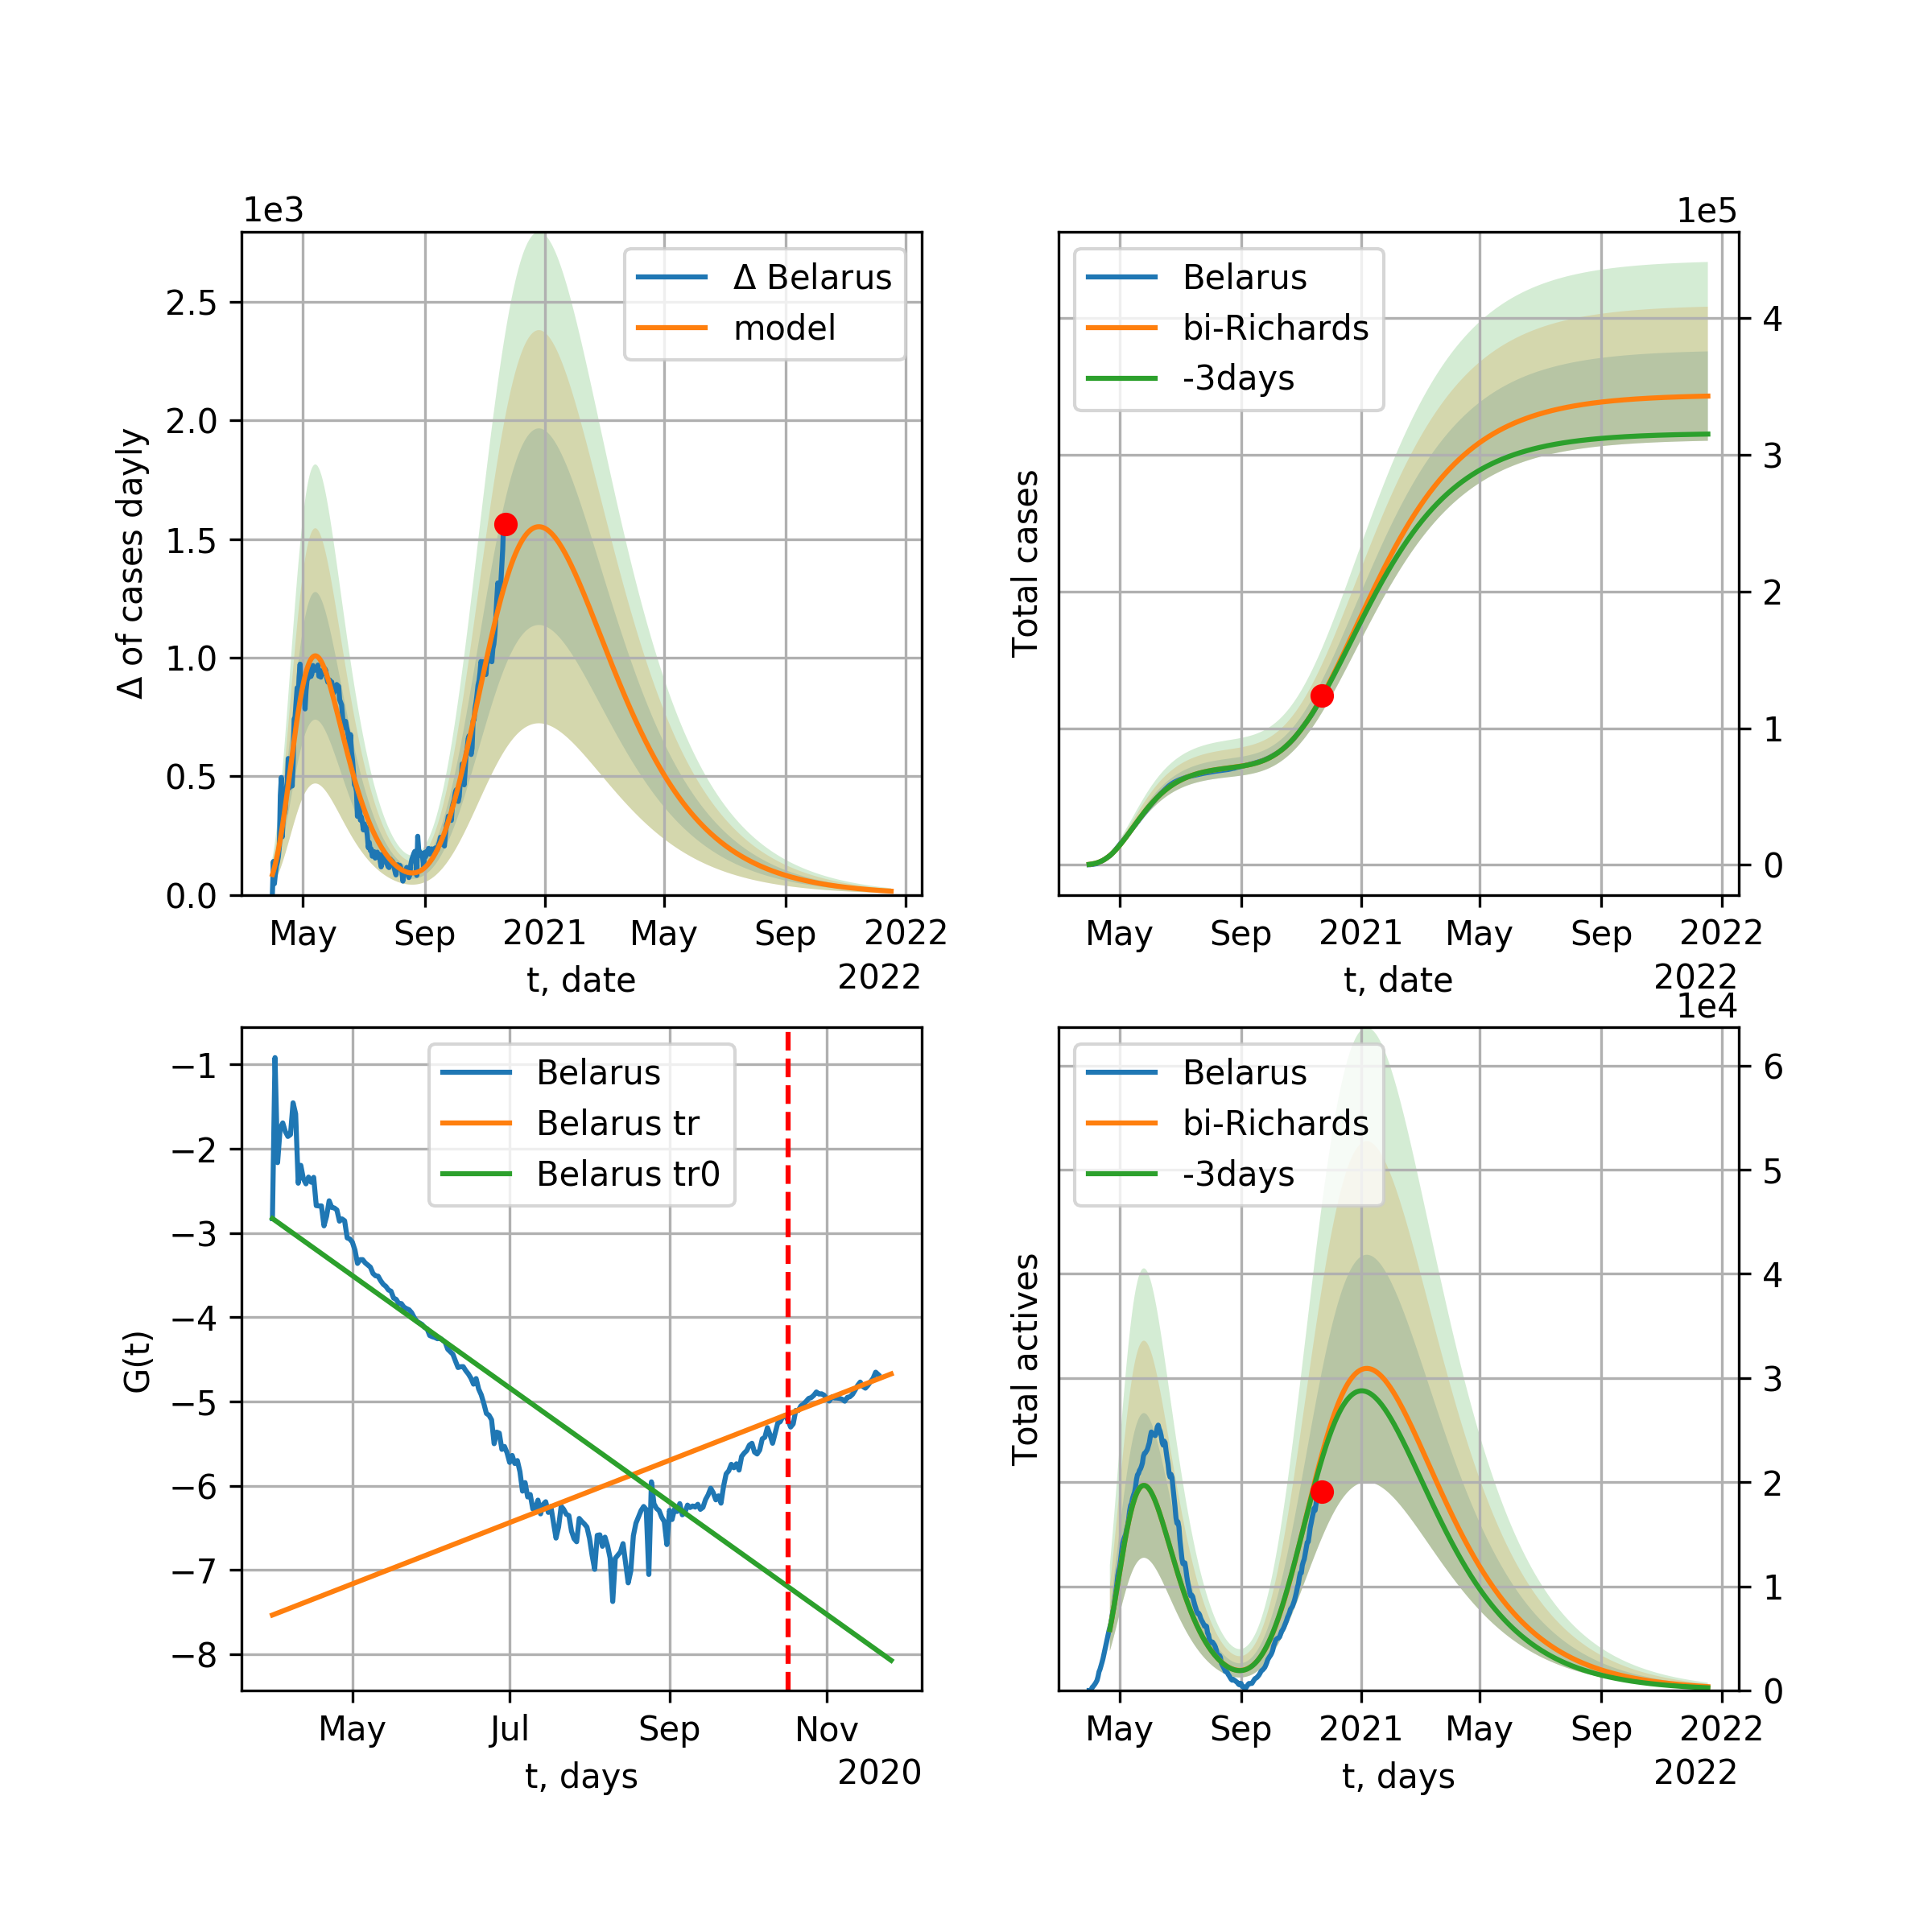 1e3
Δ of cases dayly
2.5
2.0
1.5
1.0
0.5
0.0
Δ Belarus
model
May Sep 2021 May Sep 2022
t, date
2022
1e5
Total cases
Belarus
bi-Richards
-3days
4
3
2
1
0
May Sep 2021 May Sep 2022
t, date
2022
G(t)
−1
−2
−3
−4
−5
−6
−7
−8
Belarus
Belarus tr
Belarus tr0
May Jul Sep Nov
t, days
2020
1e4
Total actives
Belarus
bi-Richards
-3days
6
5
4
3
2
1
0
May Sep 2021 May Sep 2022
t, days
2022